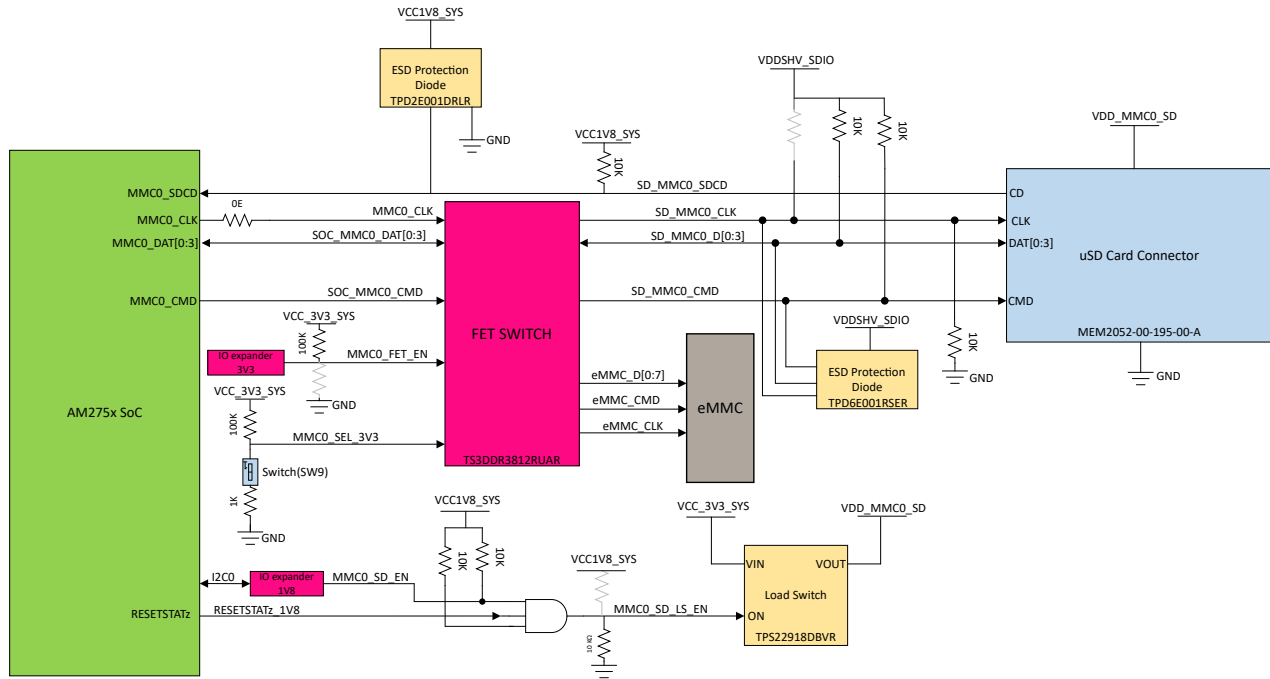 VCC1V8_SYS
ESD Protection
Diode
TPD2E001DRLR
GND
VDDSHV_SDIO
10K
10K
VDD_MMC0_SD
VCC1V8_SYS
10K
MMC0_SDCD
SD_MMC0_SDCD
CD
MMC0_CLK
0E
MMC0_CLK
SD_MMC0_CLK
CLK
MMC0_DAT[0:3]
SOC_MMC0_DAT[0:3]
SD_MMC0_D[0:3]
DAT[0:3]
uSD Card Connector
MMC0_CMD
SOC_MMC0_CMD
SD_MMC0_CMD
CMD
MEM2052-00-195-00-A
GND
VCC_3V3_SYS
100K
FET SWITCH
VDDSHV_SDIO
10K
GND
IO expander
3V3
MMC0_FET_EN
GND
ESD Protection
Diode
TPD6E001RSER
eMMC_D[0:7]
eMMC_CMD
eMMC_CLK
eMMC
AM275x SoC
VCC_3V3_SYS
100K
MMC0_SEL_3V3
TS3DDR3812RUAR
Switch(SW9)
1K
GND
VCC1V8_SYS
10K
10K
VCC_3V3_SYS
VDD_MMC0_SD
VIN
VOUT
Load Switch
ON
TPS22918DBVR
I2C0
IO expander
1V8
MMC0_SD_EN
VCC1V8_SYS
RESETSTATz
RESETSTATz_1V8
MMC0_SD_LS_EN
10 KΩ